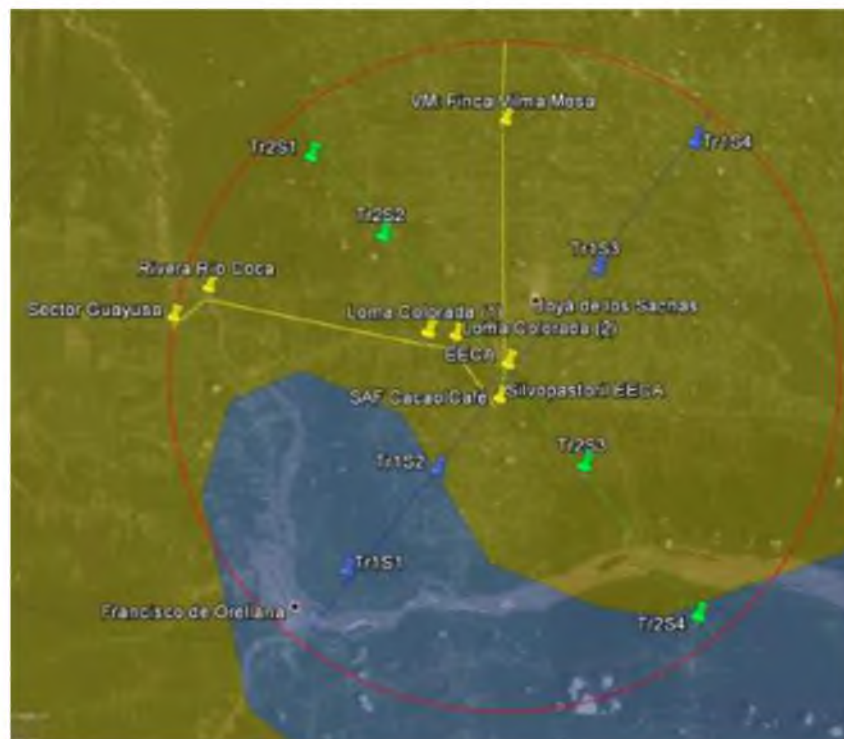 VM: Finca Vilma Mosa
Tr2S1
Tr1S4
Tr2S2
Tr1S3
Rivera Rio Coca
Sector Guayusa
Loma Colorada (1)
Joya de los Sachas
Loma Colorada (2)
EECA
SAF Cacao/Café
Silvopastoril EECA
Tr1S2
Tr2S3
Tr1S1
Francisco de Orellana
Tr2S4